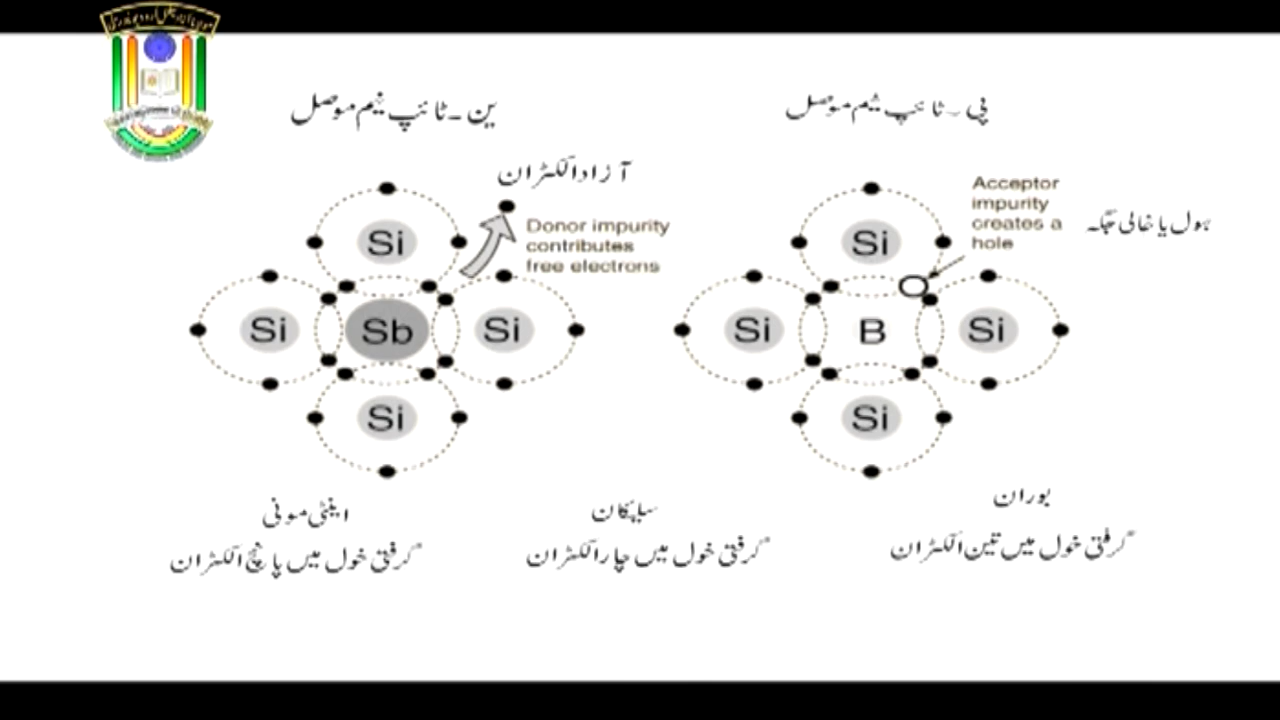 ین۔ٹائپ نیم موصل
پی۔ٹائپ نیم موصل
آزاد الکٹران
Donor impurity
contributes
free electrons
Acceptor
impurity
creates a
hole
ہول یا خالی جگہ
Si
Si
Si
Sb
Si
Si
B
Si
Si
Si
اینٹی مونی
گرفتی خول میں پانچ الکٹران
سلیکان
گرفتی خول میں چار الکٹران
بوران
گرفتی خول میں تین الکٹران